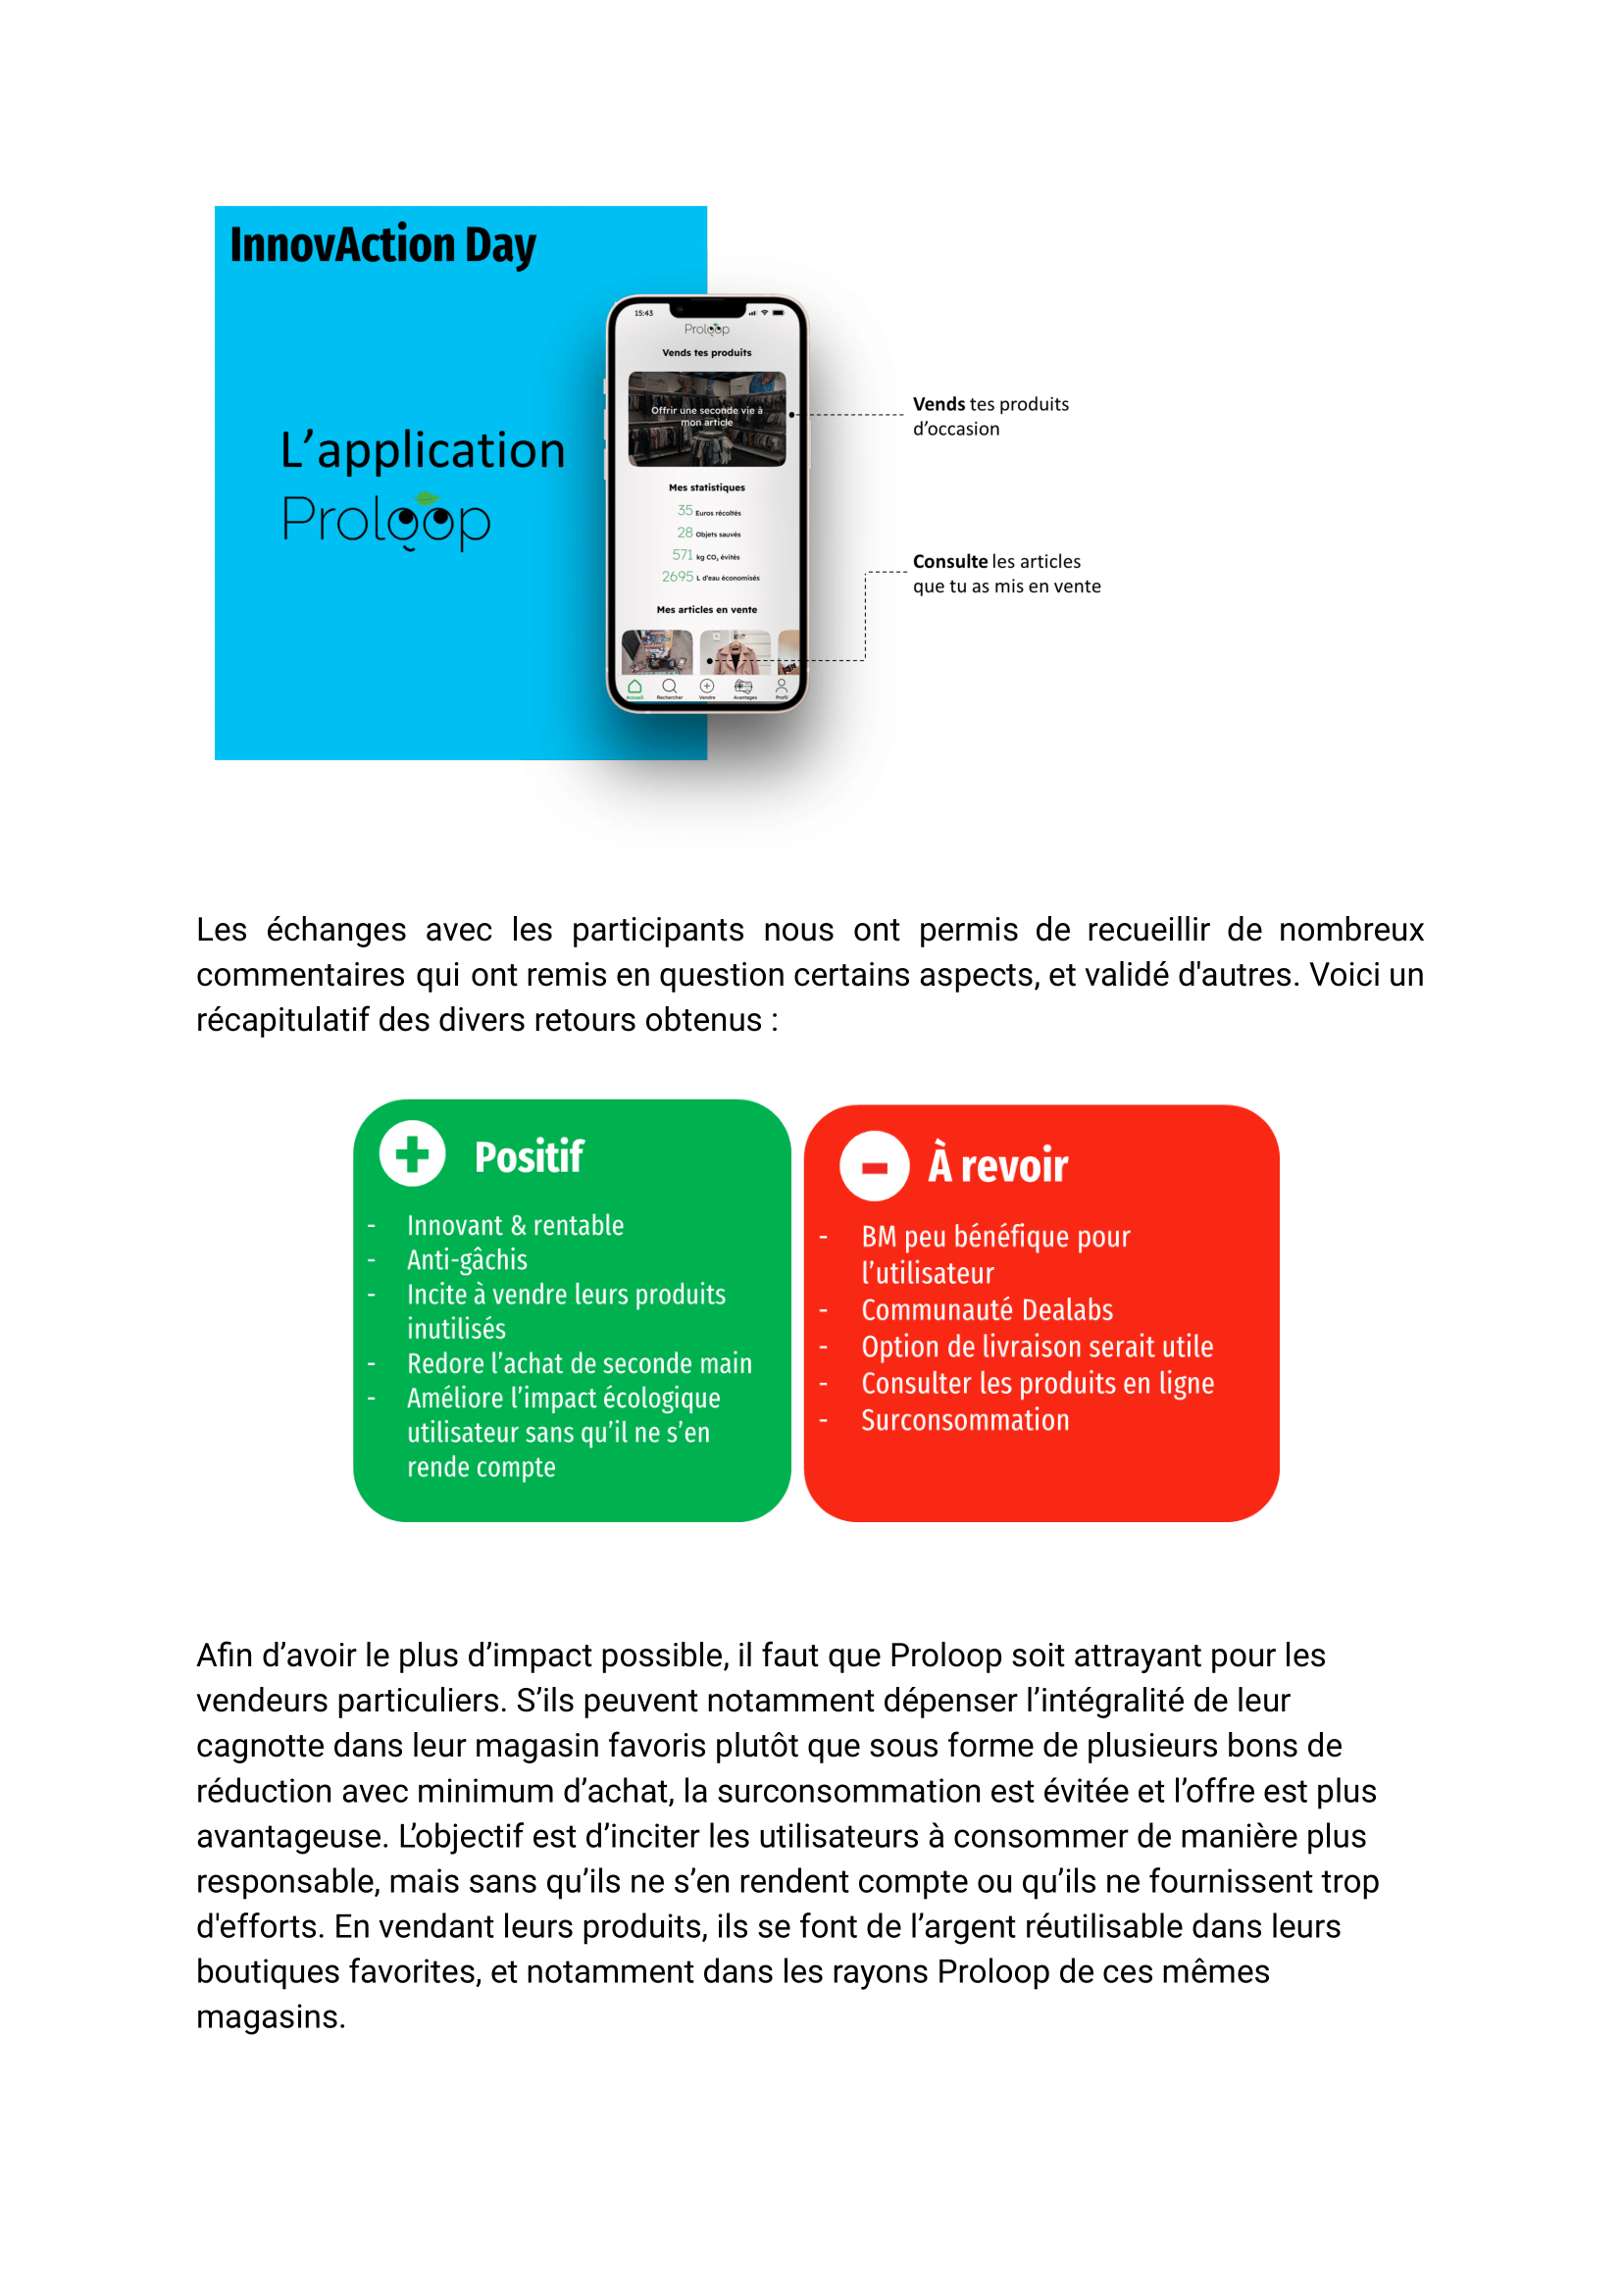 InnovAction Day
L’application
Proloop
15:43
Proloop
Vends tes produits
Offrir une seconde vie à
mon article
Mes statistiques
35 Euros récoltés
28 Objets sauvés
571 kg CO₂ évités
2695 L d'eau économisés
Mes articles en vente
Accueil Rechercher Vendre Avantages Profil
Vends tes produits
d’occasion
Consulte les articles
que tu as mis en vente
Les échanges avec les participants nous ont permis de recueillir de nombreux
commentaires qui ont remis en question certains aspects, et validé d'autres. Voici un
récapitulatif des divers retours obtenus :
Positif
- Innovant & rentable
- Anti-gâchis
- Incite à vendre leurs produits
inutilisés
- Redore l’achat de seconde main
- Améliore l’impact écologique
utilisateur sans qu’il ne s’en
rende compte
À revoir
- BM peu bénéfique pour
l’utilisateur
- Communauté Dealabs
- Option de livraison serait utile
- Consulter les produits en ligne
- Surconsommation
Afin d’avoir le plus d’impact possible, il faut que Proloop soit attrayant pour les
vendeurs particuliers. S’ils peuvent notamment dépenser l’intégralité de leur
cagnotte dans leur magasin favoris plutôt que sous forme de plusieurs bons de
réduction avec minimum d’achat, la surconsommation est évitée et l’offre est plus
avantageuse. L’objectif est d’inciter les utilisateurs à consommer de manière plus
responsable, mais sans qu’ils ne s’en rendent compte ou qu’ils ne fournissent trop
d'efforts. En vendant leurs produits, ils se font de l’argent réutilisable dans leurs
boutiques favorites, et notamment dans les rayons Proloop de ces mêmes
magasins.